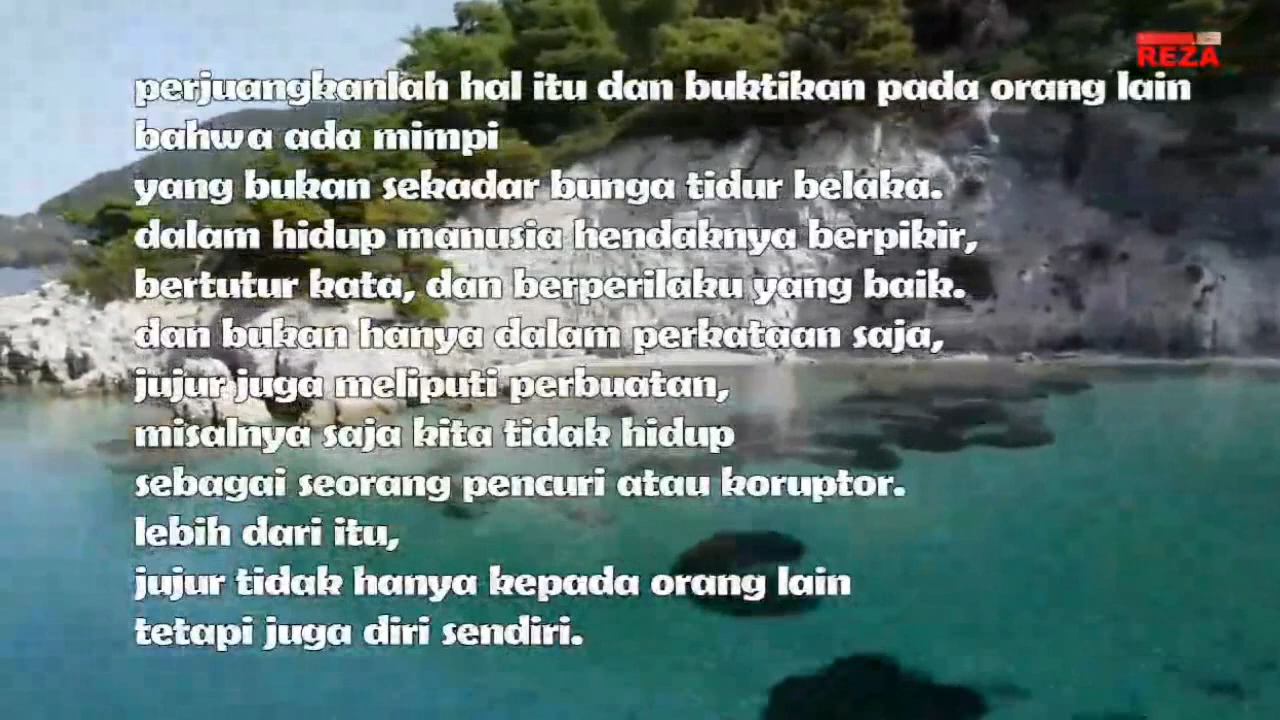 REZA
perjuangkanlah hal itu dan buktikan pada orang lain
bahwa ada mimpi
yang bukan sekadar bunga tidur belaka.
dalam hidup manusia hendaknya berpikir,
bertutur kata, dan berperilaku yang baik.
dan bukan hanya dalam perkataan saja,
jujur juga meliputi perbuatan,
misalnya saja kita tidak hidup
sebagai seorang pencuri atau koruptor.
lebih dari itu,
jujur tidak hanya kepada orang lain
tetapi juga diri sendiri.